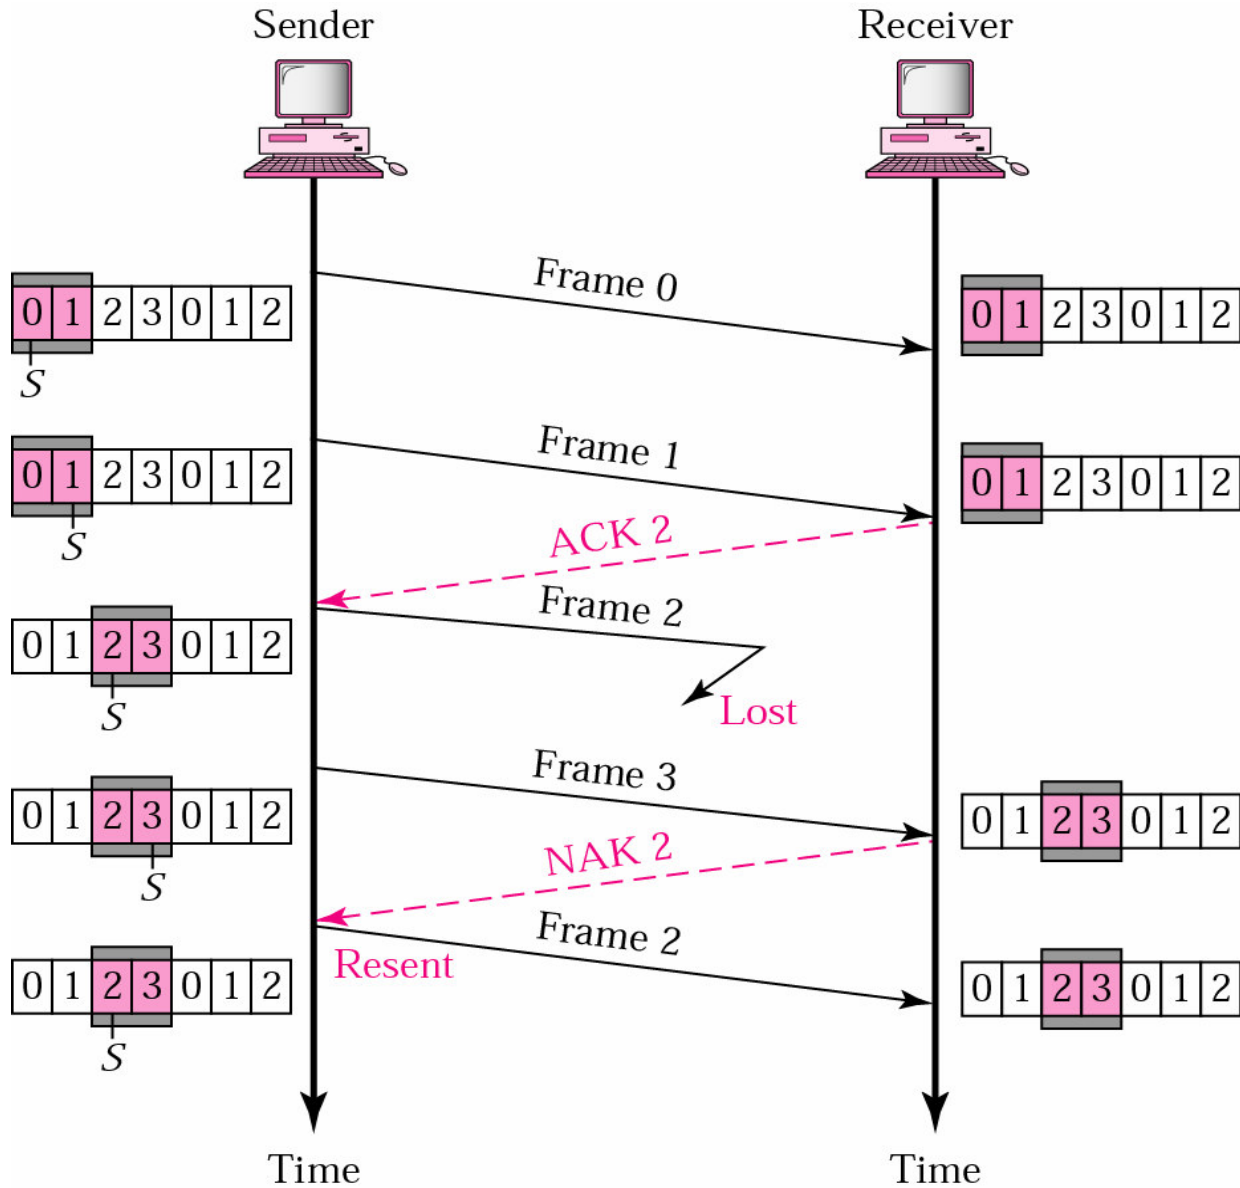 Sender
Receiver
Frame 0
0 1 2 3 0 1 2
0 1 2 3 0 1 2
S
Frame 1
0 1 2 3 0 1 2
0 1 2 3 0 1 2
S
ACK 2
Frame 2
0 1 2 3 0 1 2
S
Lost
Frame 3
0 1 2 3 0 1 2
0 1 2 3 0 1 2
S
NAK 2
Frame 2
Resent
0 1 2 3 0 1 2
0 1 2 3 0 1 2
S
Time
Time